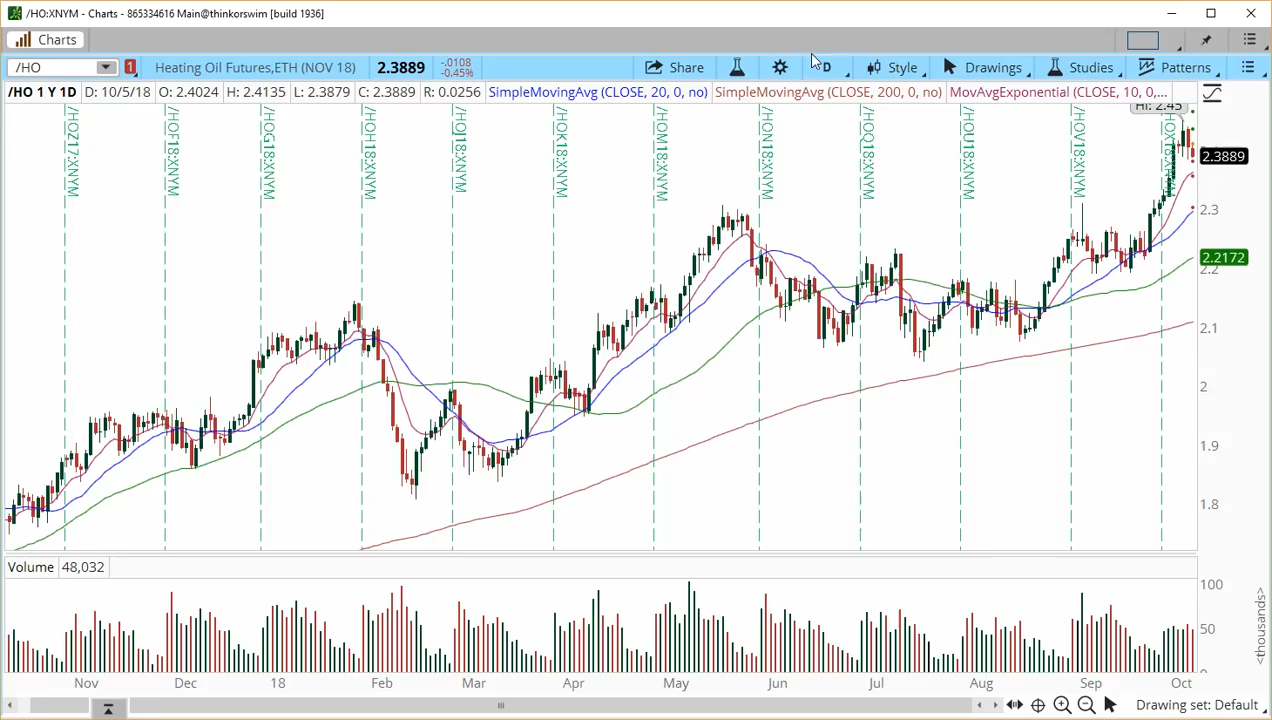 /HO:XNYM - Charts - 865334616 Main@thinkorswim [build 1936]
Charts
/HO 1 Heating Oil Futures,ETH (NOV 18) 2.3889 -.0108 -0.45% Share D Style Drawings Studies Patterns
/HO 1 Y 1D D: 10/5/18 O: 2.4024 H: 2.4135 L: 2.3879 C: 2.3889 R: 0.0256 SimpleMovingAvg (CLOSE, 20, 0, no) SimpleMovingAvg (CLOSE, 200, 0, no) MovAvgExponential (CLOSE, 10, 0,...
Hi: 2.45
/HOZ17:XNYM
/HOF18:XNYM
/HOG18:XNYM
/HOH18:XNYM
/HOJ18:XNYM
/HOK18:XNYM
/HOM18:XNYM
/HON18:XNYM
/HOQ18:XNYM
/HOU18:XNYM
/HOV18:XNYM
/HOX18:XNYM
2.3889
2.3
2.2172
2.2
2.1
2
1.9
1.8
Volume 48,032
100
50
<thousands>
Nov Dec 18 Feb Mar Apr May Jun Jul Aug Sep Oct
Drawing set: Default